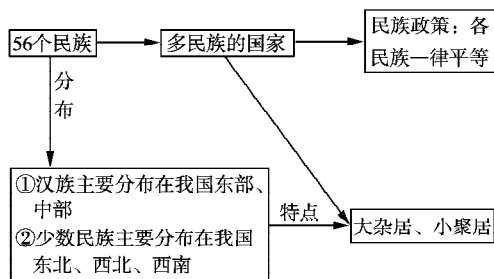 56个民族
多民族的国家
民族政策：各
民族一律平等
分
布
①汉族主要分布在我国东部、
中部
②少数民族主要分布在我国
东北、西北、西南
特点
大杂居、小聚居